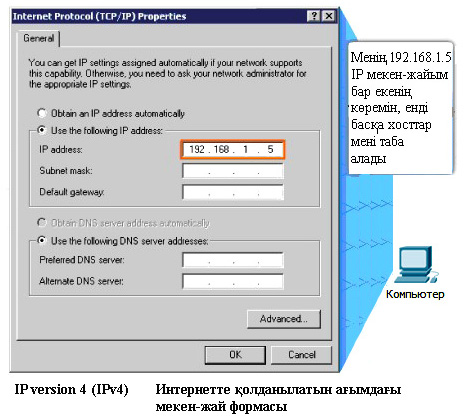 Internet Protocol (TCP/IP) Properties
General
You can get IP settings assigned automatically if your network supports
this capability. Otherwise, you need to ask your network administrator for
the appropriate IP settings.
Obtain an IP address automatically
Use the following IP address:
IP address: 192 . 168 . 1 . 5
Subnet mask: . . .
Default gateway: . . .
Obtain DNS server address automatically
Use the following DNS server addresses:
Preferred DNS server: . . .
Alternate DNS server: . . .
Advanced...
OK Cancel
Менің 192.168.1.5
IP мекен-жайым
бар екенің
көремін, енді
басқа хосттар
мені таба
алады
Компьютер
IP version 4 (IPv4) Интернетте қолданылатын ағымдағы
мекен-жай формасы